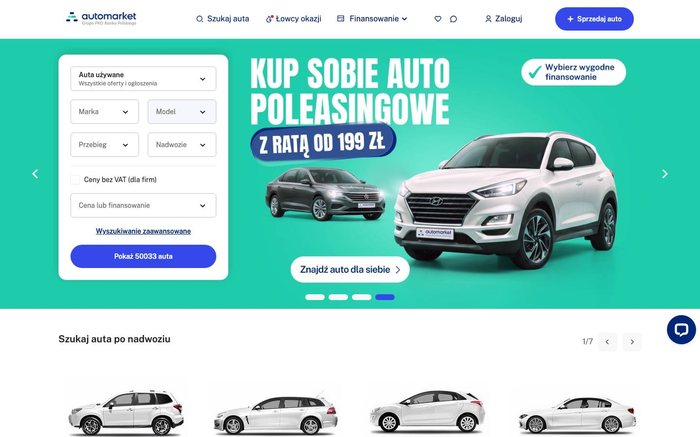 automarket
Grupa PKO Banku Polskiego
Szukaj auta
Łowcy okazji
Finansowanie
Zaloguj
+ Sprzedaj auto
Auta używane
Wszystkie oferty i ogłoszenia
Marka
Model
Przebieg
Nadwozie
Ceny bez VAT (dla firm)
Cena lub finansowanie
Wyszukiwanie zaawansowane
Pokaż 50033 auta
KUP SOBIE AUTO
POLEASINGOWE
Z RATĄ OD 199 ZŁ
Wybierz wygodne
finansowanie
automarket
Znajdź auto dla siebie
Szukaj auta po nadwoziu
1/7